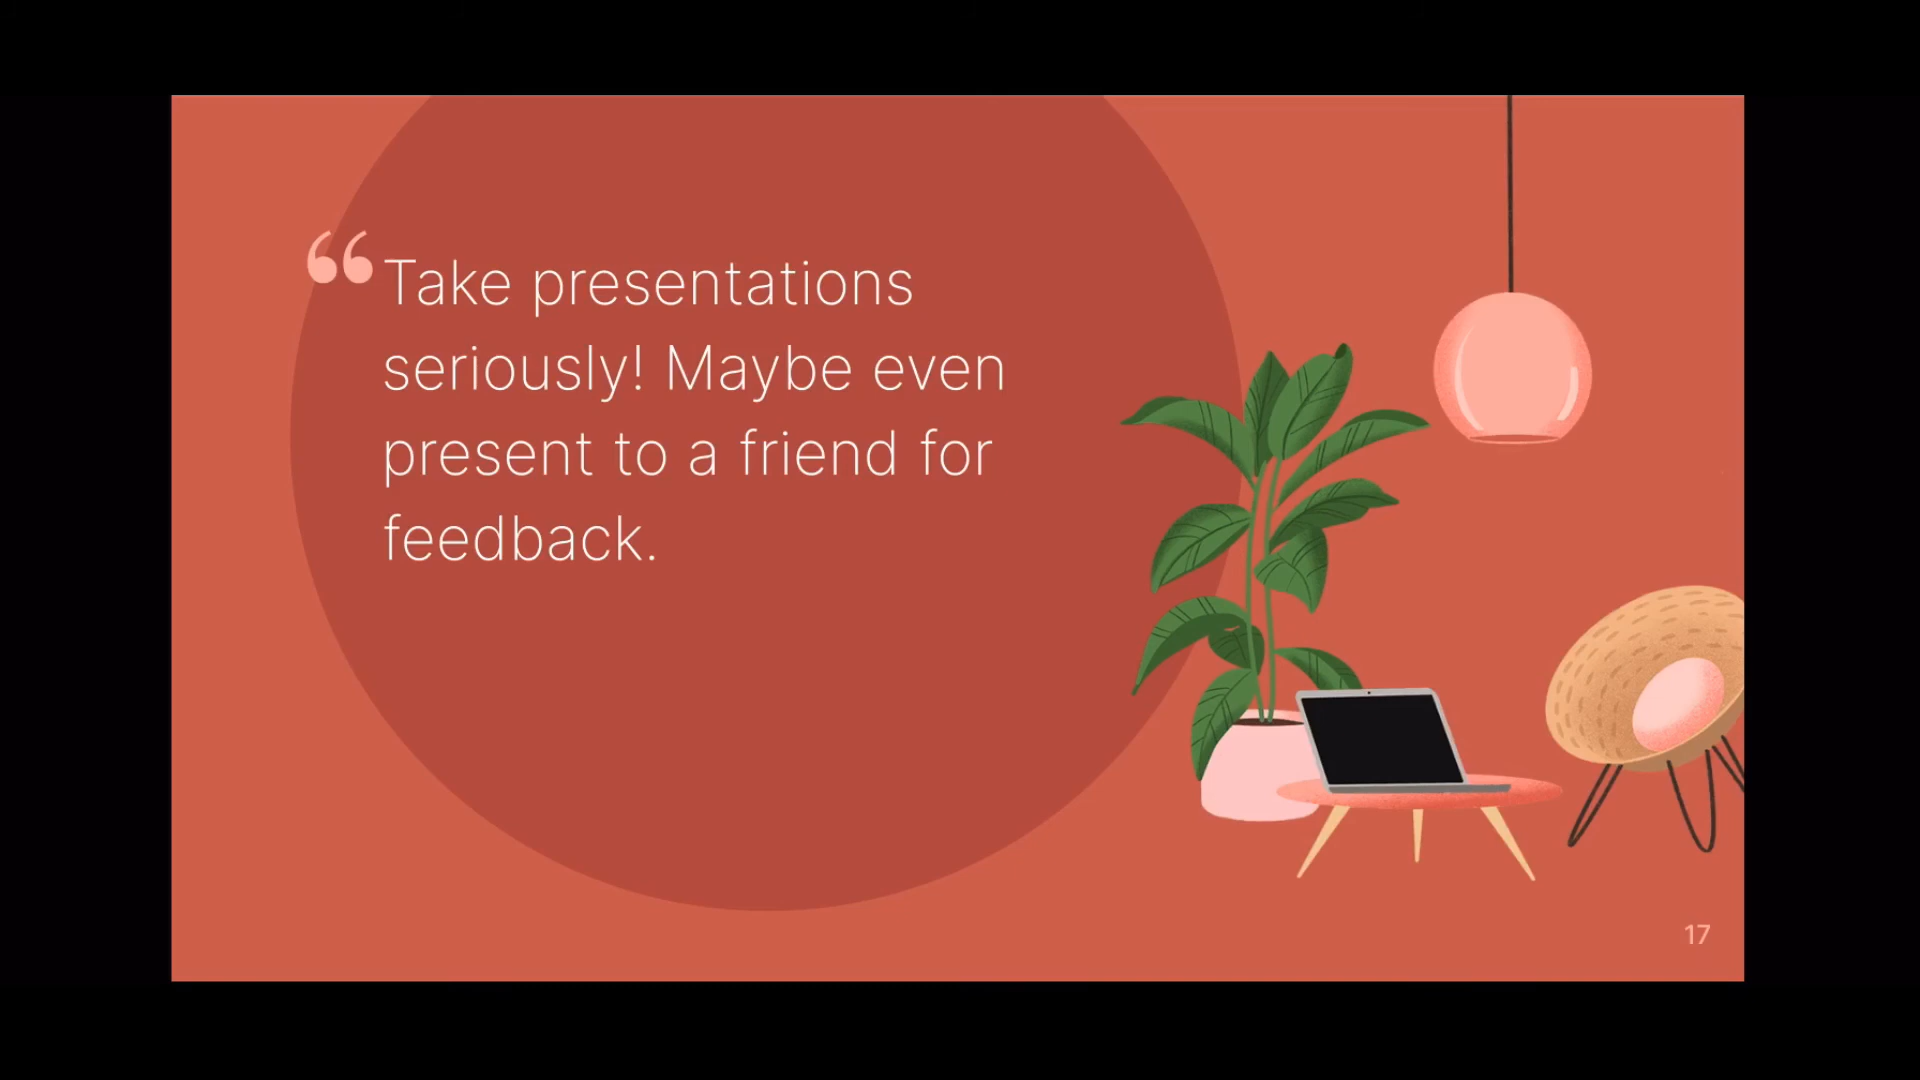 “Take presentations
seriously! Maybe even
present to a friend for
feedback.
17